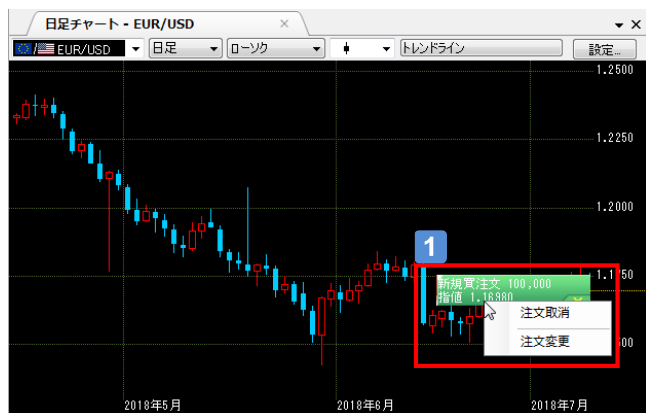 日足チャート - EUR/USD
EUR/USD 日足 ローソク トレンドライン 設定...
1.2500
1.2250
1.2000
1
1.1750
新規買注文 100,000
指値 1.16980
注文取消
注文変更
2018年5月 2018年6月 2018年7月